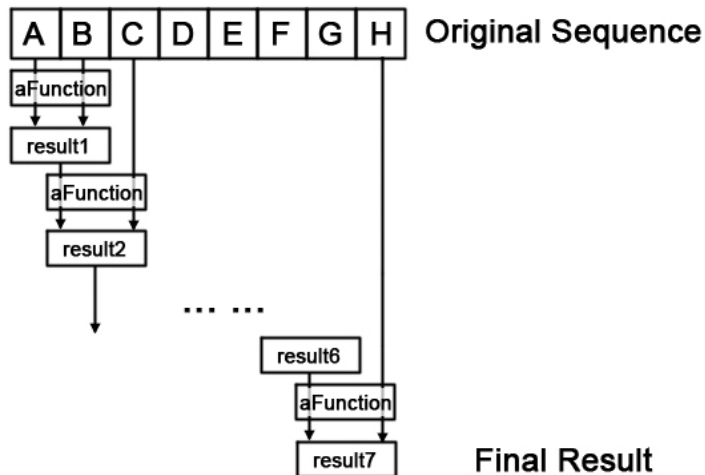 A B C D E F G H Original Sequence
aFunction
result1
aFunction
result2
... ...
result6
aFunction
result7 Final Result